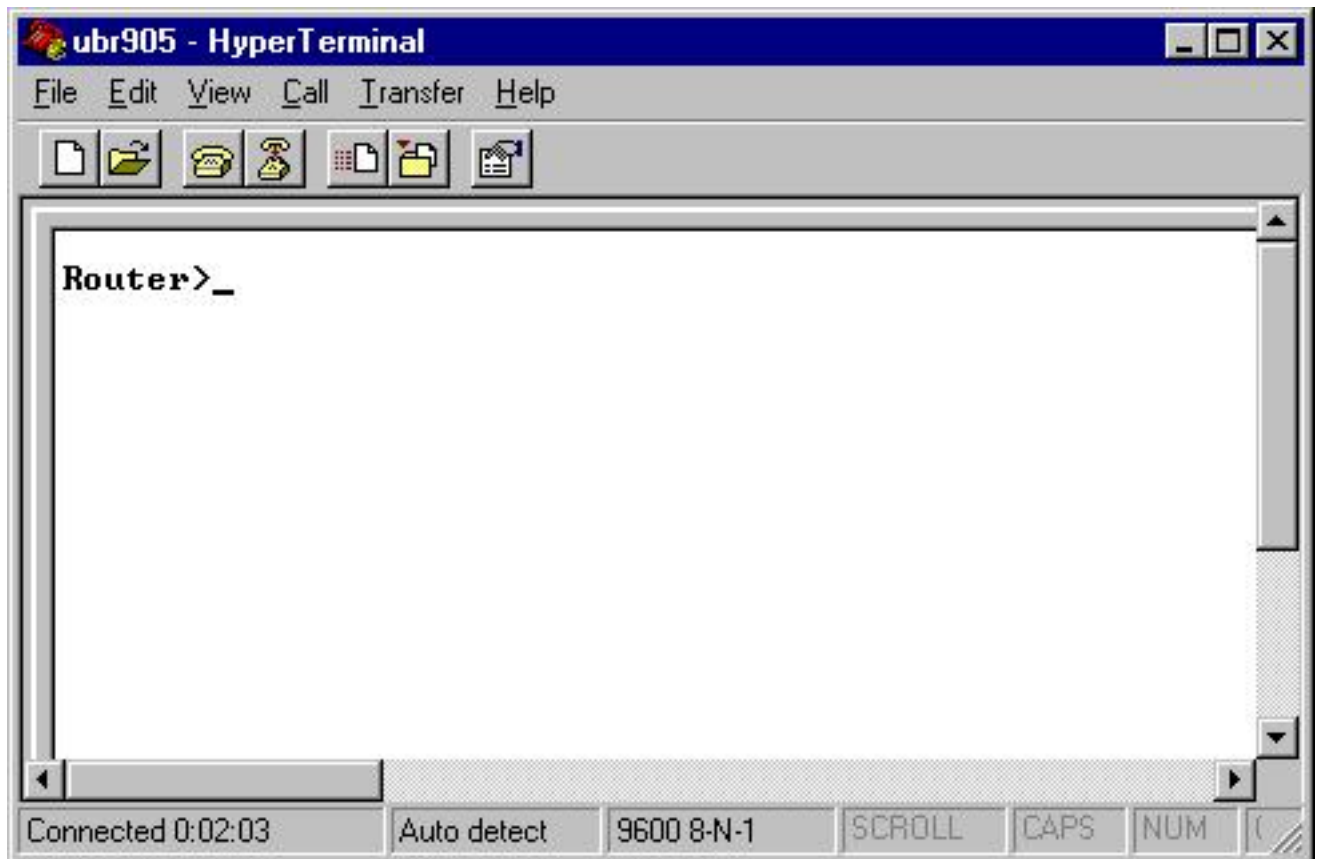 ubr905 - HyperTerminal
File Edit View Call Transfer Help
Router>_
Connected 0:02:03 Auto detect 9600 8-N-1 SCROLL CAPS NUM